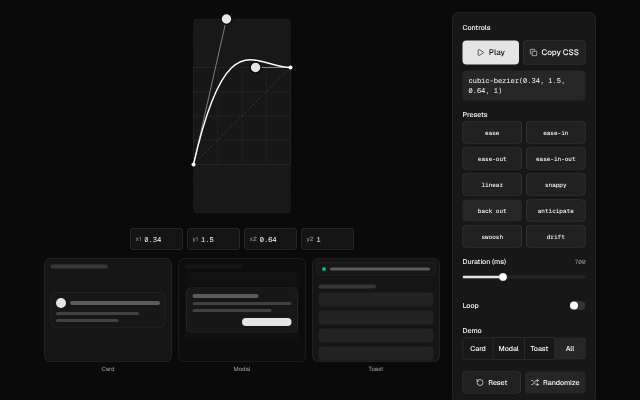 x1 0.34
y1 1.5
x2 0.64
y2 1
Card
Modal
Toast
Controls
Play
Copy CSS
cubic-bezier(0.34, 1.5,
0.64, 1)
Presets
ease
ease-in
ease-out
ease-in-out
linear
snappy
back out
anticipate
swoosh
drift
Duration (ms)
700
Loop
Demo
Card
Modal
Toast
All
Reset
Randomize